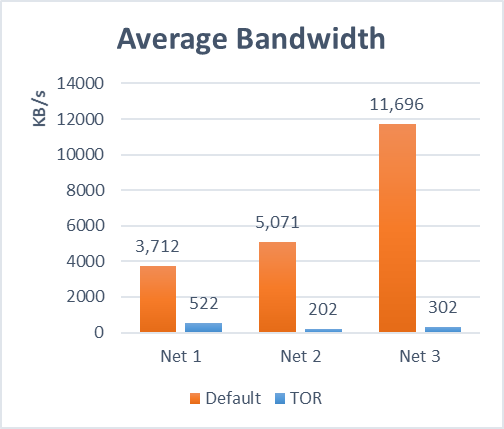 Average Bandwidth
KB/s
14000
12000
10000
8000
6000
4000
2000
0
3,712
522
5,071
202
11,696
302
Net 1
Net 2
Net 3
Default
TOR